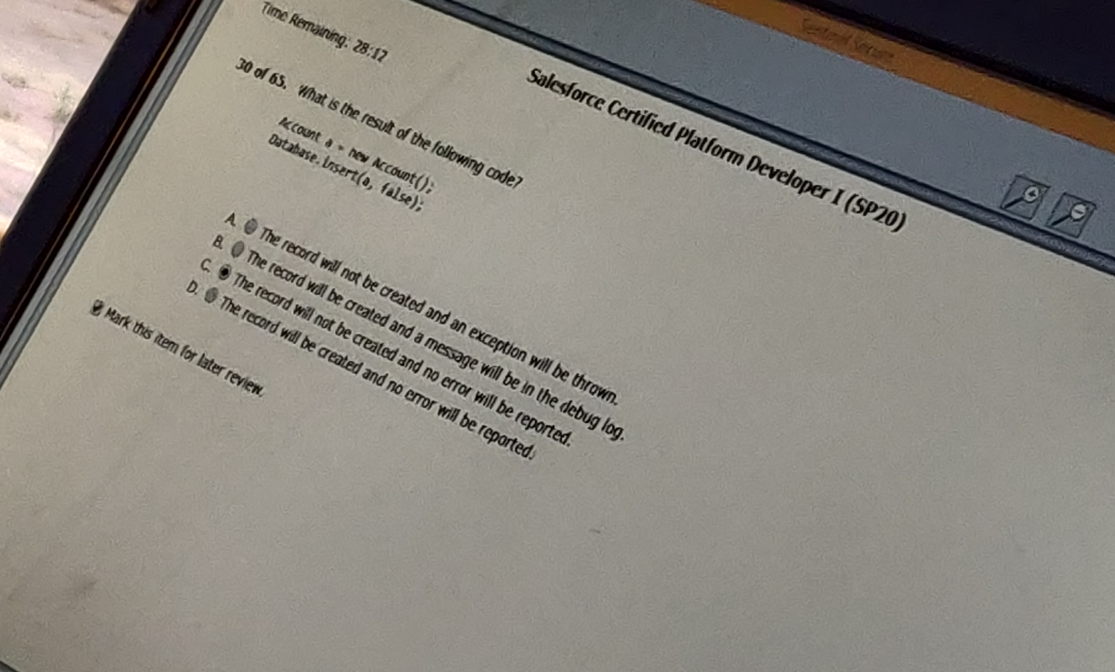 Time Remaining: 28:12
Salesforce Certified Platform Developer I (SP20)
30 of 65. What is the result of the following code?
Account a = new Account();
Database.insert(a, false);
A. The record will not be created and an exception will be thrown.
B. The record will be created and a message will be in the debug log.
C. The record will not be created and no error will be reported.
D. The record will be created and no error will be reported.
Mark this item for later review.